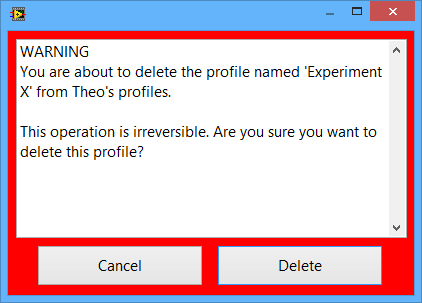 WARNING
You are about to delete the profile named 'Experiment
X' from Theo's profiles.
This operation is irreversible. Are you sure you want to
delete this profile?
Cancel
Delete